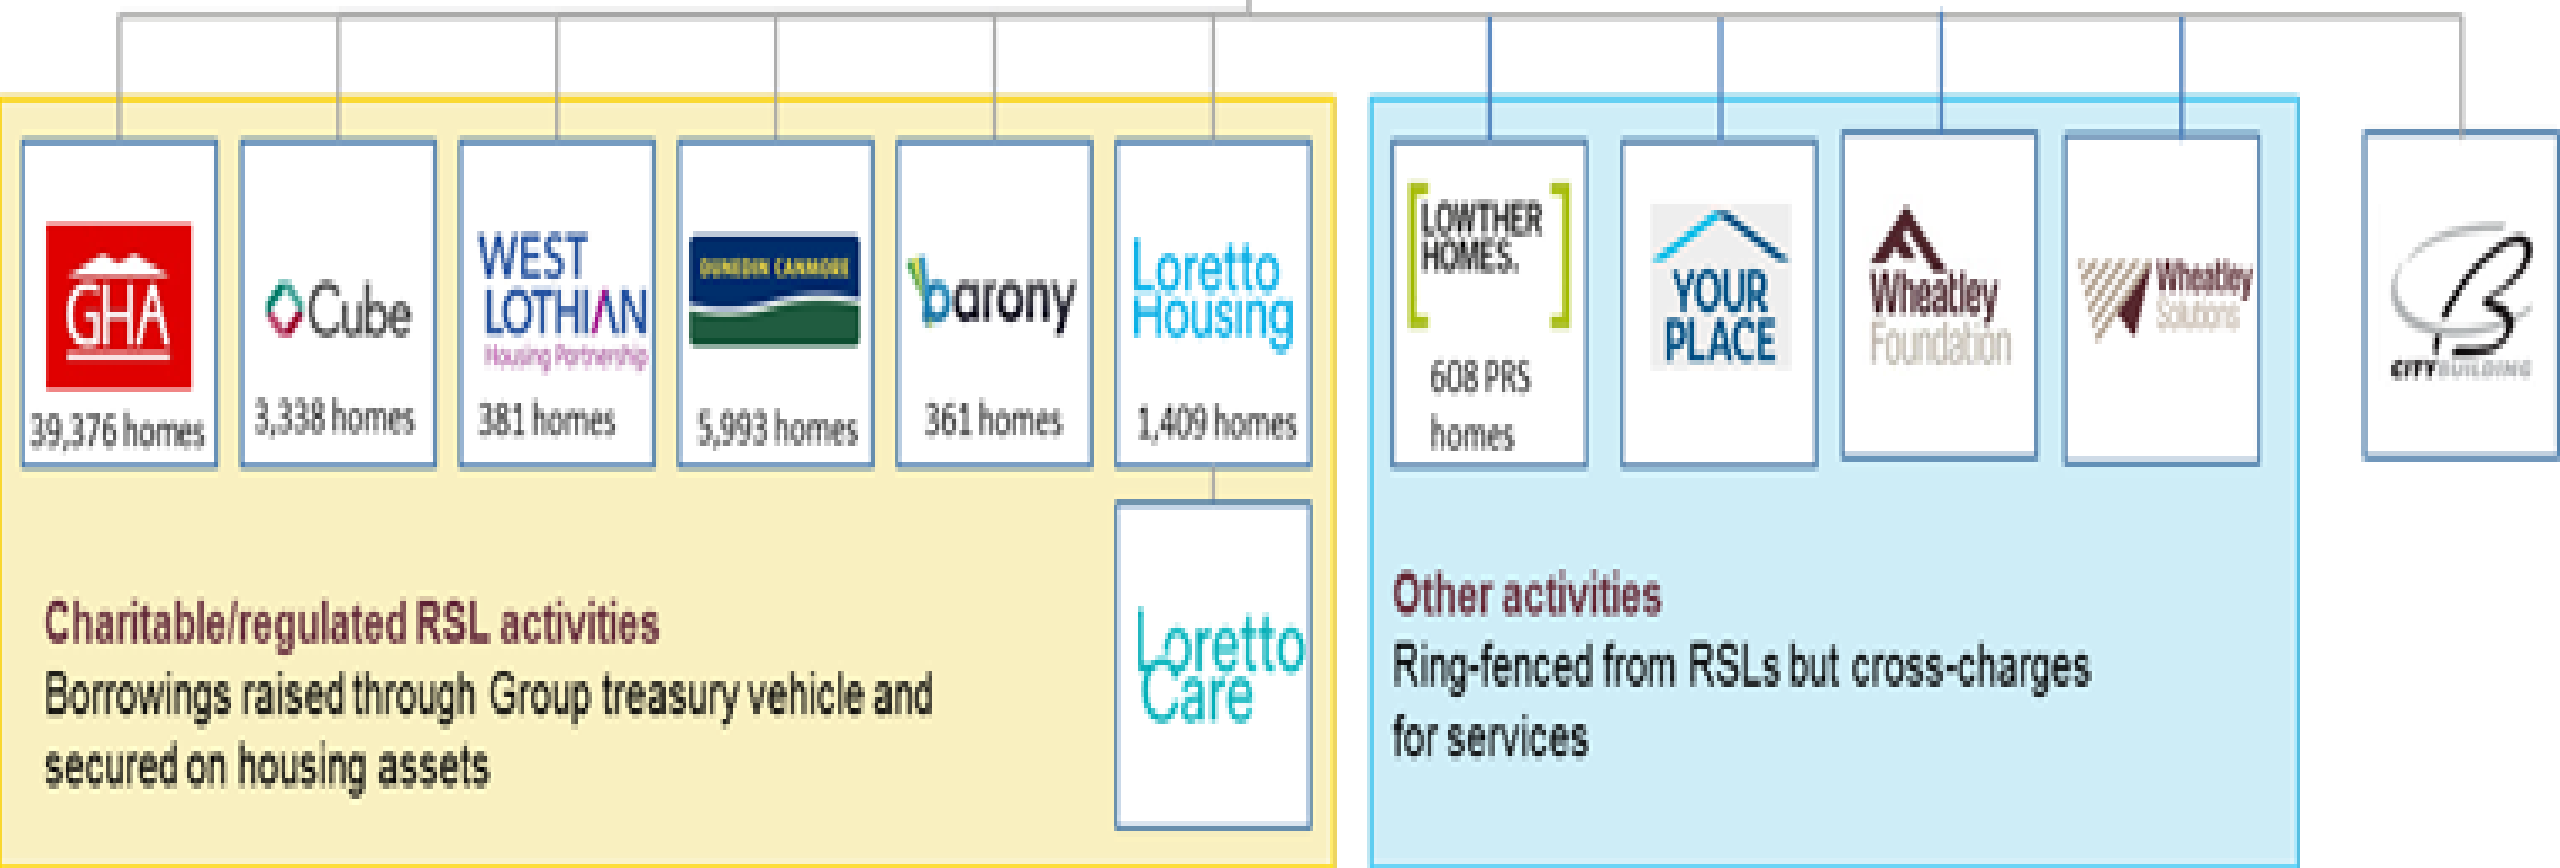 GHA
39,376 homes
Cube
3,338 homes
WEST
LOTHIAN
Housing Partnership
381 homes
DUNEDIN CANMORE
5,993 homes
barony
361 homes
Loretto
Housing
1,409 homes
Loretto
Care
Charitable/regulated RSL activities
Borrowings raised through Group treasury vehicle and
secured on housing assets
LOWTHER
HOMES.
608 PRS
homes
YOUR
PLACE
Wheatley
Foundation
Wheatley
Solutions
Other activities
Ring-fenced from RSLs but cross-charges
for services
CITYBUILDING